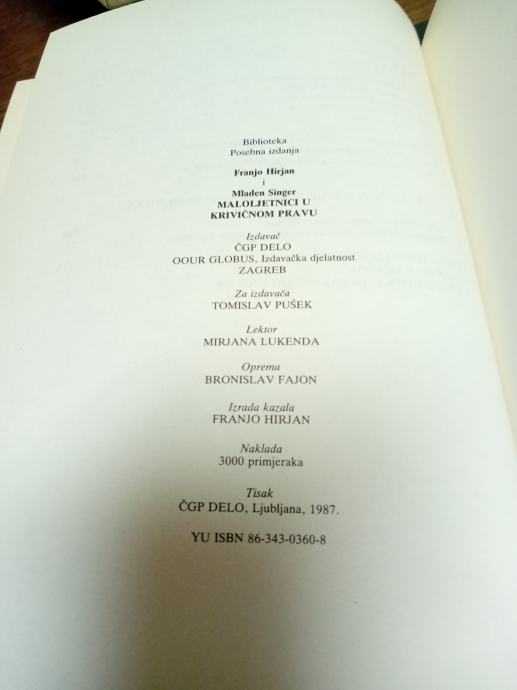 Biblioteka
Posebna izdanja
Franjo Hirjan
i
Mladen Singer
MALOLJETNICI U
KRIVIČNOM PRAVU
Izdavač
ČGP DELO
OOUR GLOBUS, Izdavačka djelatnost
ZAGREB
Za izdavača
TOMISLAV PUŠEK
Lektor
MIRJANA LUKENDA
Oprema
BRONISLAV FAJON
Izrada kazala
FRANJO HIRJAN
Naklada
3000 primjeraka
Tisak
ČGP DELO, Ljubljana, 1987.
YU ISBN 86-343-0360-8